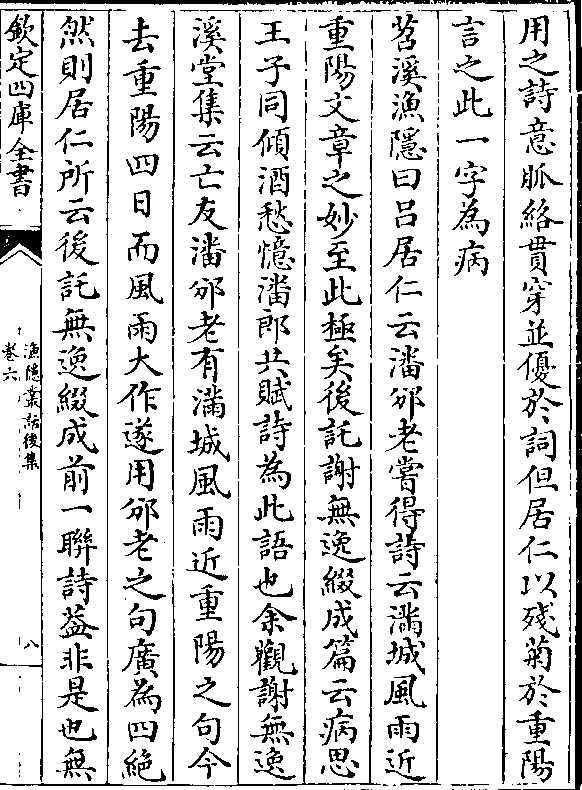 用之詩意脈絡貫穿並優於詞但居仁以殘菊於重陽
言之此一字為病
苕溪漁隱曰呂居仁云潘邠老嘗得詩云滿城風雨近
重陽文章之妙至此極矣後託謝無逸綴成篇云病思
王子同傾酒愁憶潘郎共賦詩為此語也余觀謝無逸
溪堂集云亡友潘邠老有滿城風雨近重陽之句今
去重陽四日而風雨大作遂用邠老之句廣為四絕
然則居仁所云後託無逸綴成前一聯詩葢非是也無
欽定四庫全書
漁隱叢話後集
卷六
八